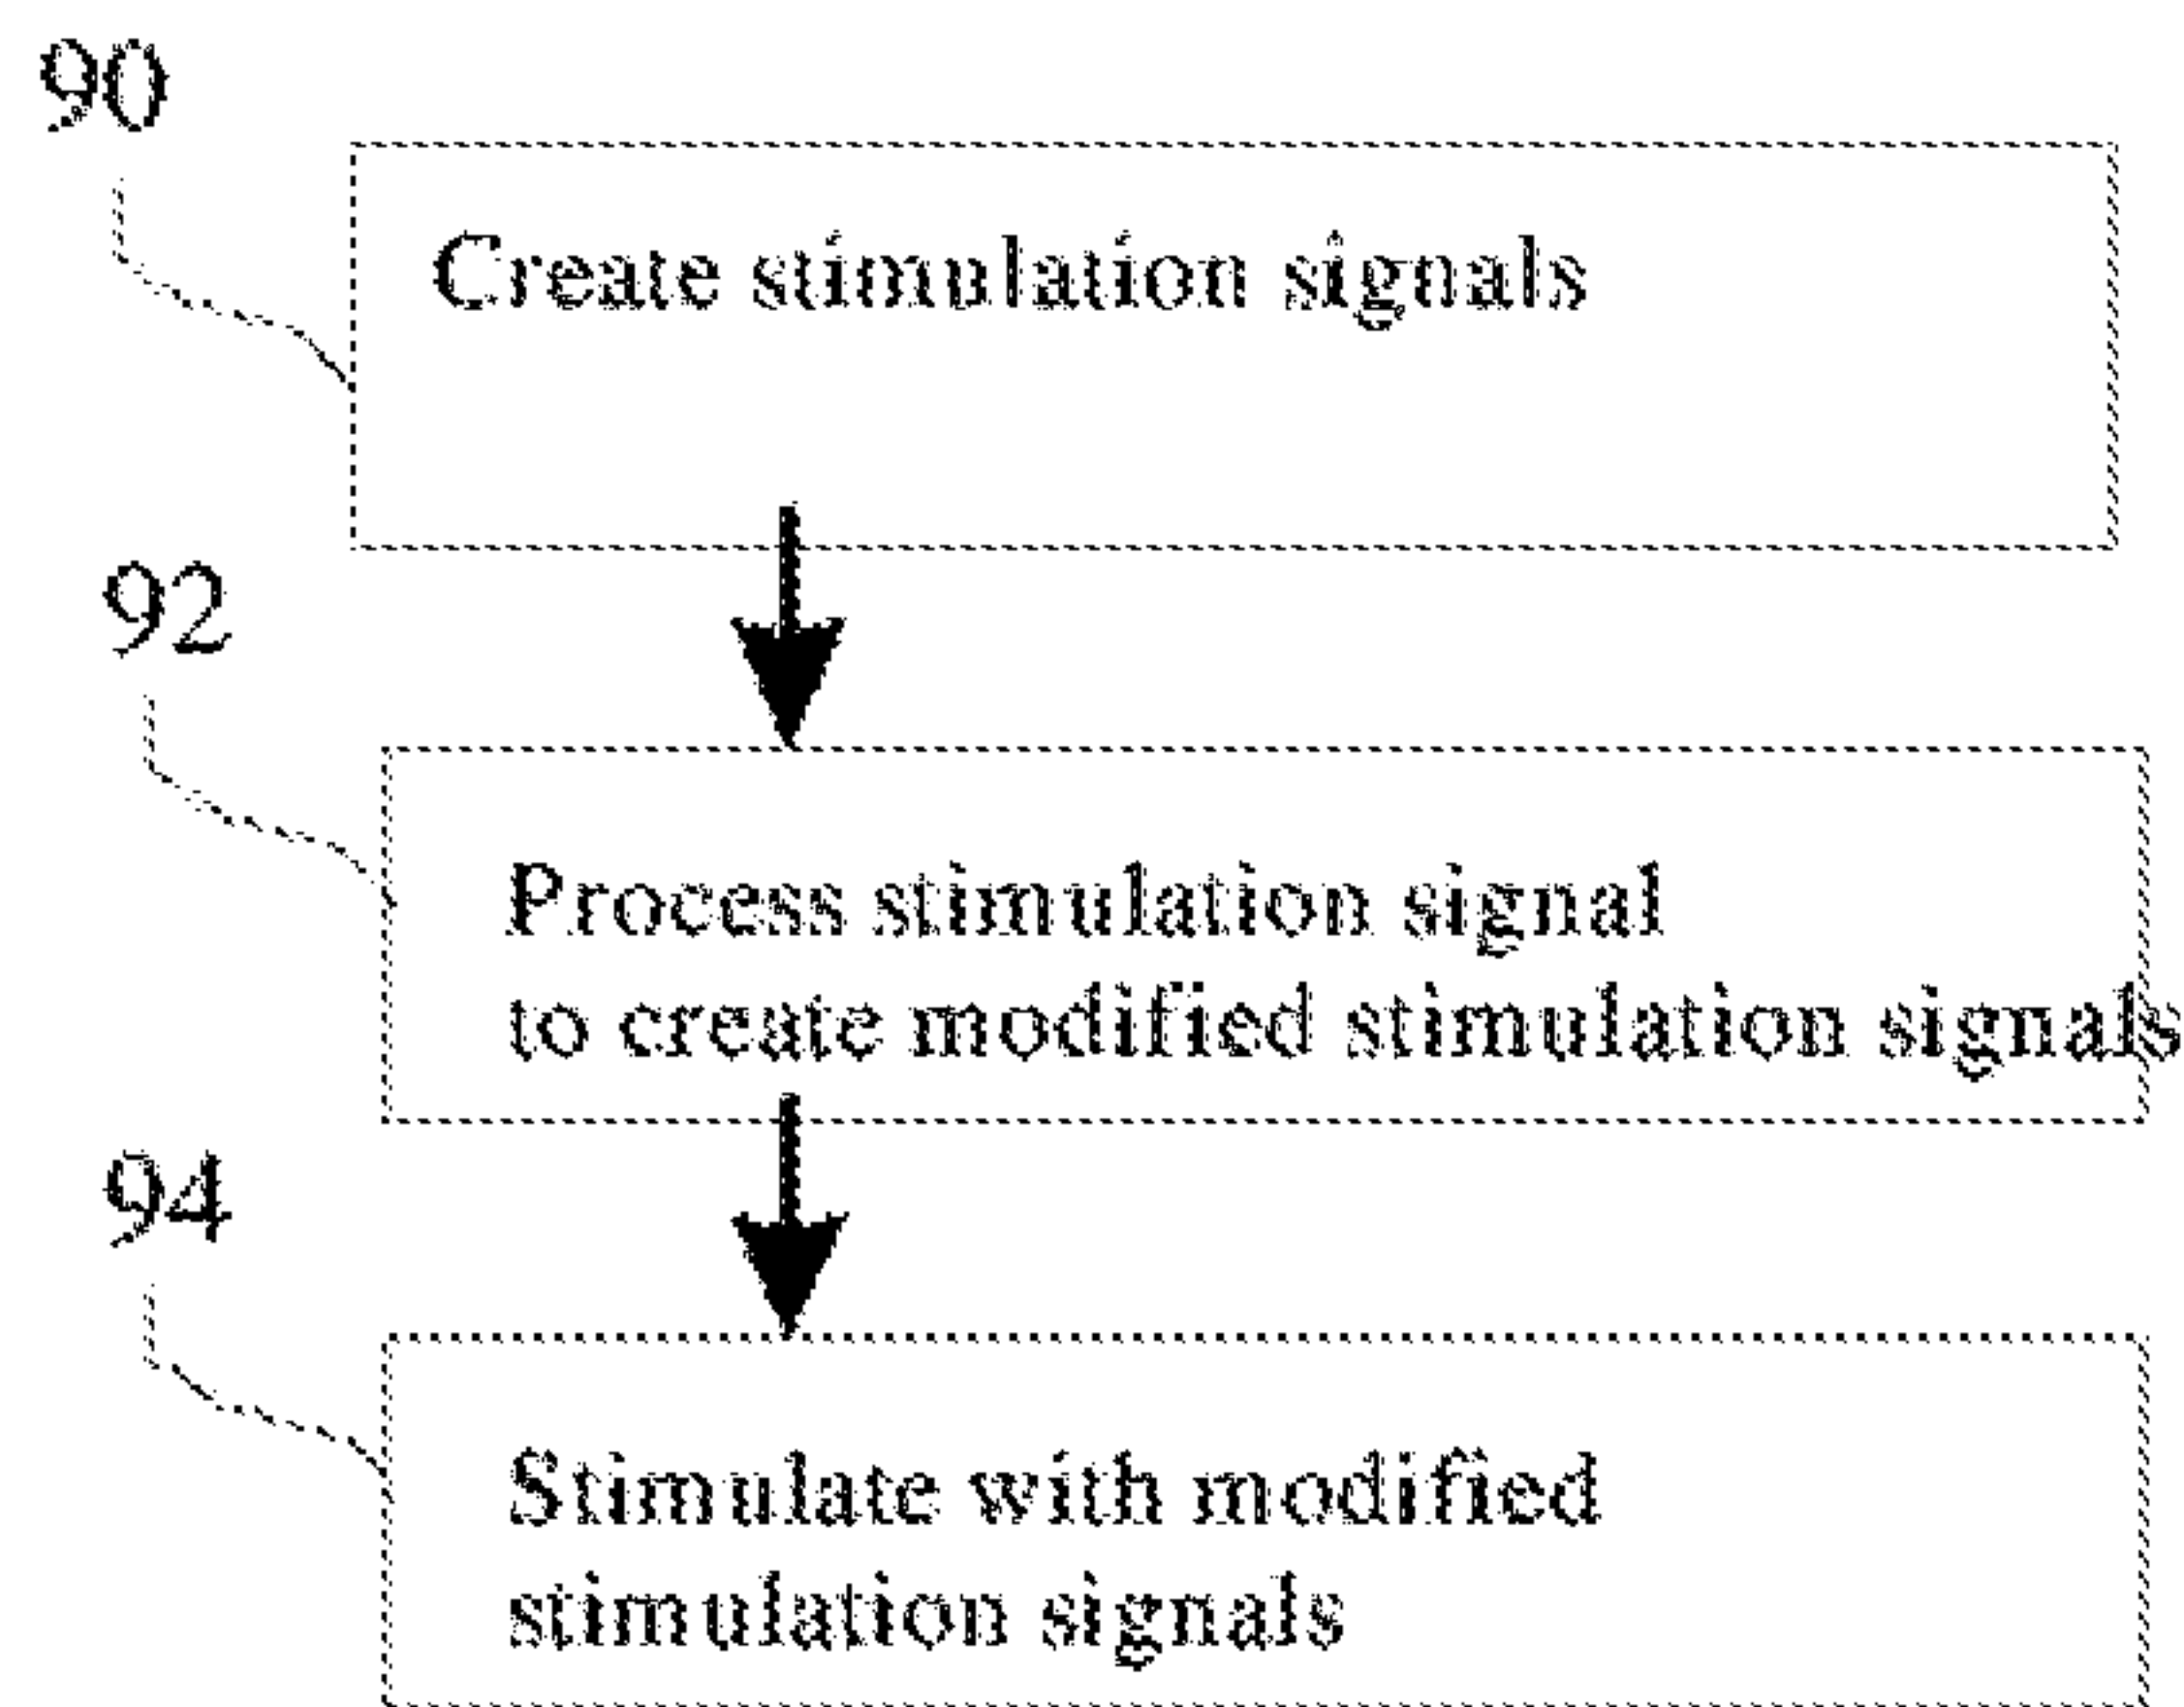 90
Create stimulation signals
92
Process stimulation signal
to create modified stimulation signals
94
Stimulate with modified
stimulation signals